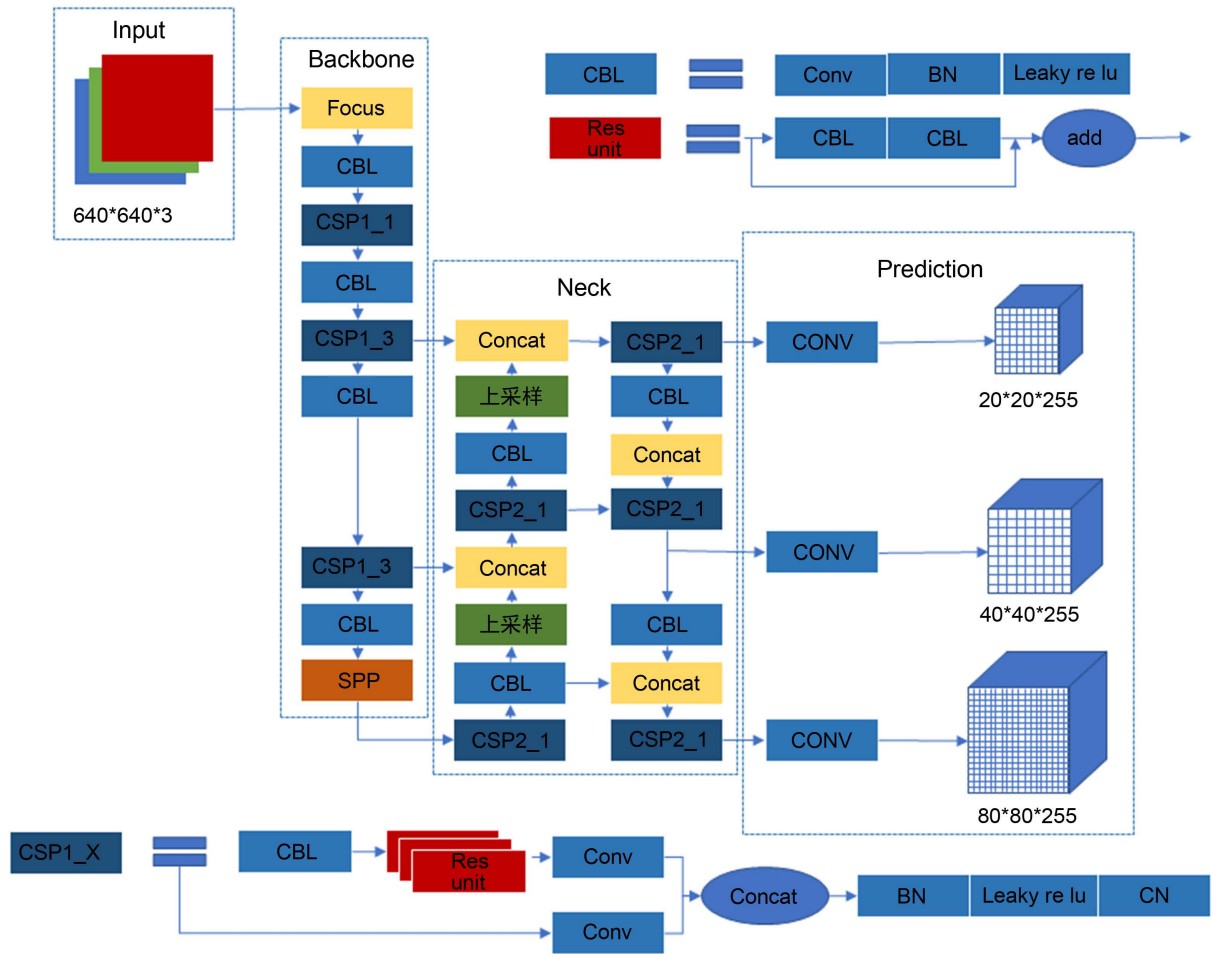 Input
640*640*3
Backbone
Focus
CBL
CSP1_1
CBL
CSP1_3
CBL
CSP1_3
CBL
SPP
CBL
Conv
BN
Leaky re lu
Res
unit
CBL
CBL
add
Neck
Concat
上采样
CBL
CSP2_1
Concat
上采样
CBL
CSP2_1
CSP2_1
CBL
Concat
CSP2_1
CBL
Concat
CSP2_1
Prediction
CONV
20*20*255
CONV
40*40*255
CONV
80*80*255
CSP1_X
CBL
Res
unit
Conv
Conv
Concat
BN
Leaky re lu
CN